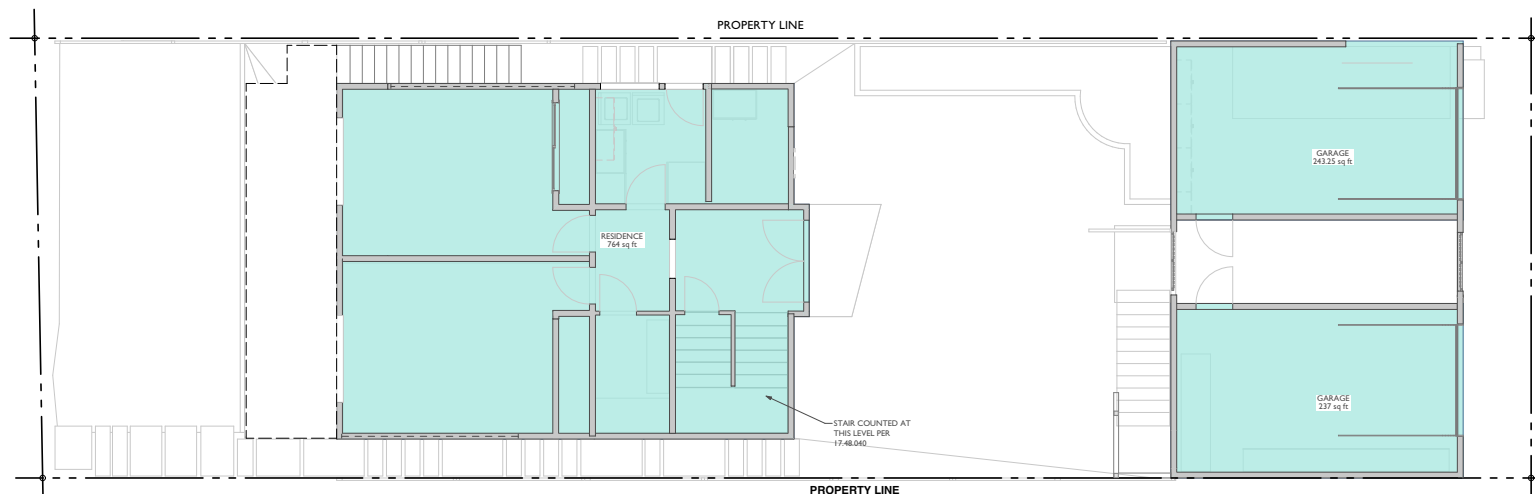 PROPERTY LINE
GARAGE
243.25 sq ft
RESIDENCE
764 sq ft
GARAGE
237 sq ft
STAIR COUNTED AT
THIS LEVEL PER
17.48.040
PROPERTY LINE